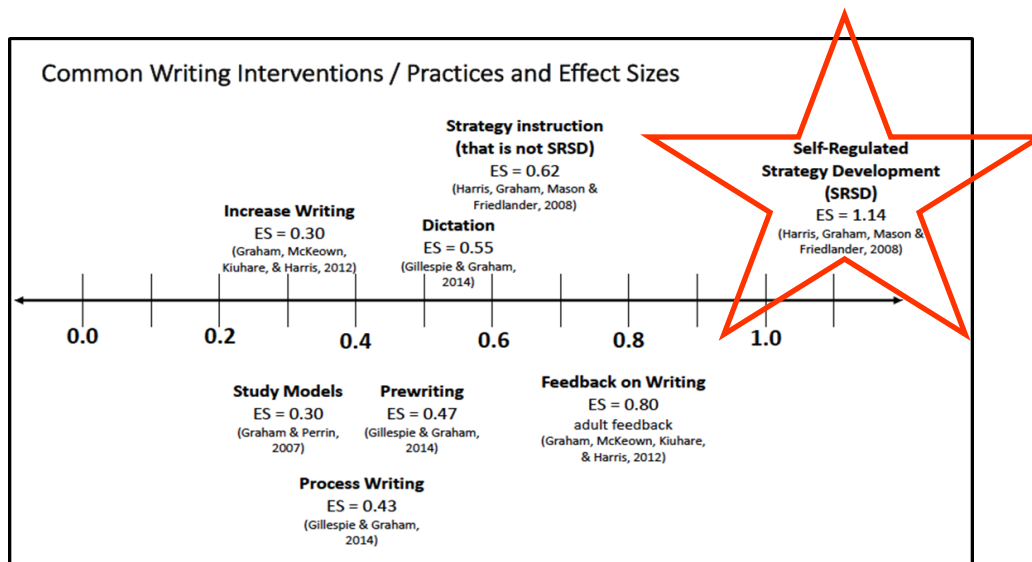 Common Writing Interventions / Practices and Effect Sizes
Strategy instruction
(that is not SRSD)
ES = 0.62
(Harris, Graham, Mason &
Friedlander, 2008)
Self-Regulated
Strategy Development
(SRSD)
ES = 1.14
(Harris, Graham, Mason &
Friedlander, 2008)
Increase Writing
ES = 0.30
(Graham, McKeown,
Kiuhare, & Harris, 2012)
Dictation
ES = 0.55
(Gillespie & Graham,
2014)
0.0
0.2
0.4
0.6
0.8
1.0
Study Models
ES = 0.30
(Graham & Perrin,
2007)
Prewriting
ES = 0.47
(Gillespie & Graham,
2014)
Feedback on Writing
ES = 0.80
adult feedback
(Graham, McKeown, Kiuhare,
& Harris, 2012)
Process Writing
ES = 0.43
(Gillespie & Graham,
2014)